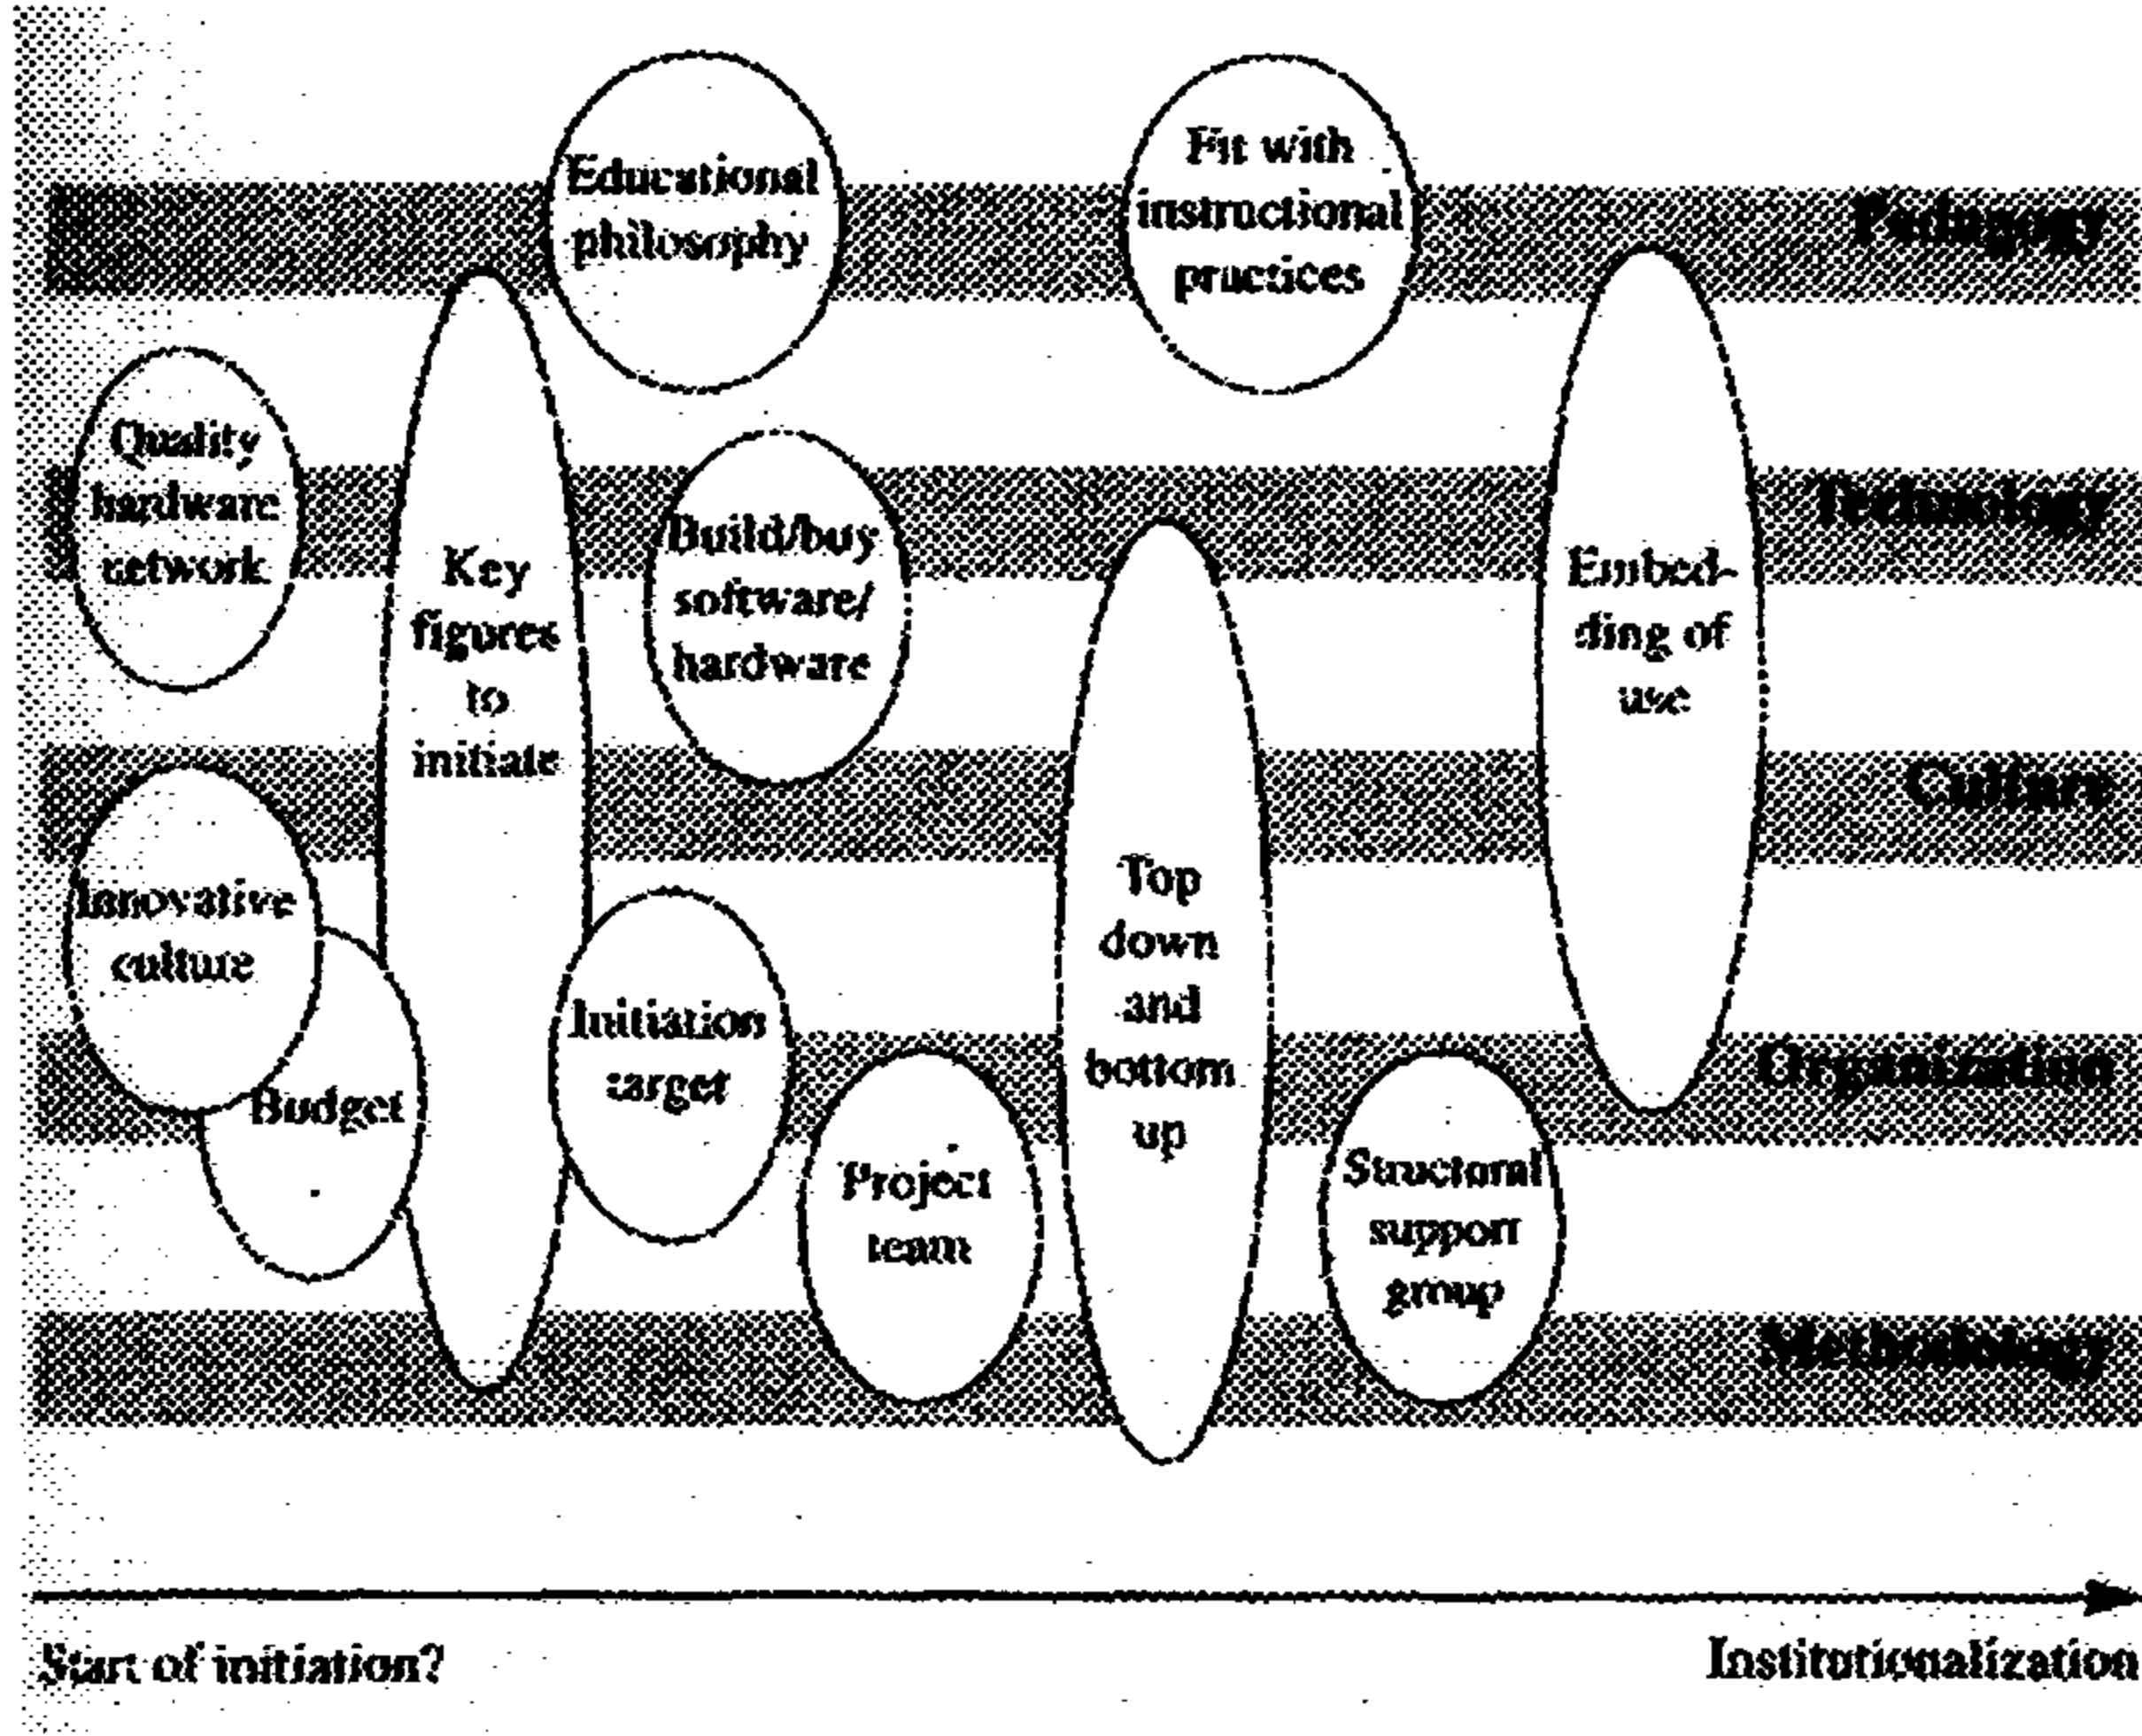 Educational
philosophy
Fit with
instructional
practices
Pedagogy
Quality
hardware
network
Key
figures
to
initiate
Build/buy
software/
hardware
Technology
Embed-
ding of
use
Culture
Innovative
culture
Budget
Initiation
target
Top
down
and
bottom
up
Organization
Project
team
Structural
support
group
Methodology
Start of initiation?
Institutionalization